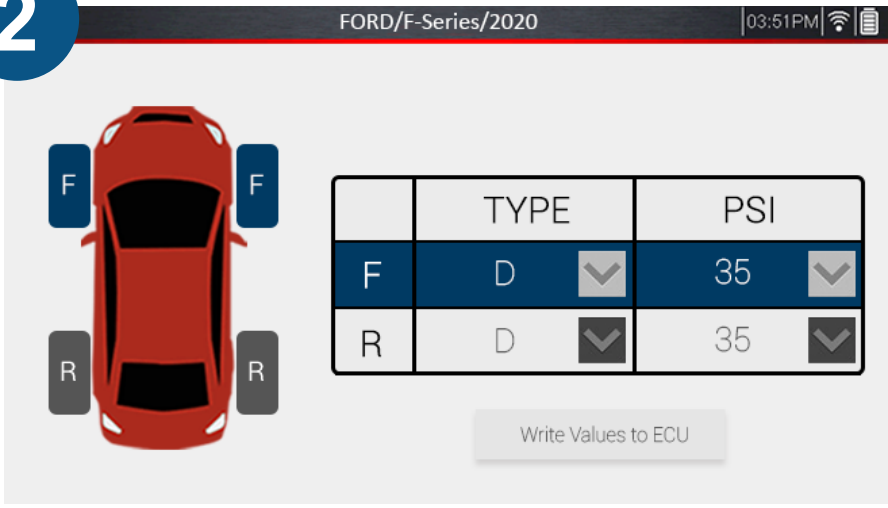 2
FORD/F-Series/2020 03:51PM
F F
TYPE PSI
F D 35
R D 35
R R
Write Values to ECU